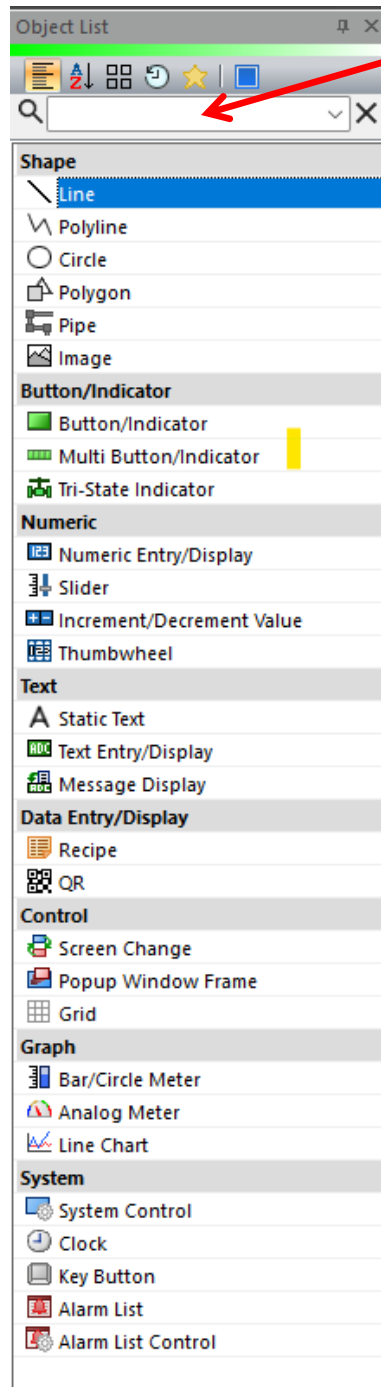 Object List
Shape
Line
Polyline
Circle
Polygon
Pipe
Image
Button/Indicator
Button/Indicator
Multi Button/Indicator
Tri-State Indicator
Numeric
Numeric Entry/Display
Slider
Increment/Decrement Value
Thumbwheel
Text
Static Text
Text Entry/Display
Message Display
Data Entry/Display
Recipe
QR
Control
Screen Change
Popup Window Frame
Grid
Graph
Bar/Circle Meter
Analog Meter
Line Chart
System
System Control
Clock
Key Button
Alarm List
Alarm List Control